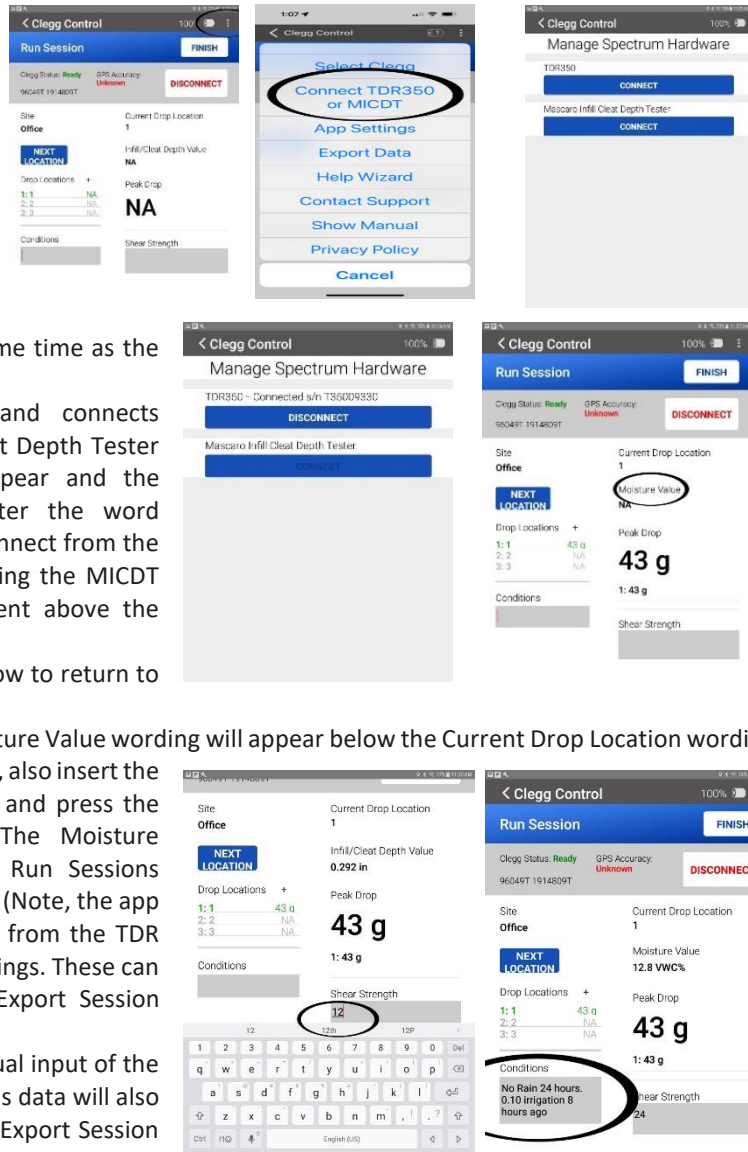 < Clegg Control
Run Session
FINISH
Clegg Status: Ready
GPS Accuracy:
Unknown
96049T 1914809T
DISCONNECT
Site
Office
Current Drop Location
1
NEXT
LOCATION
Infill/Cleat Depth Value
NA
Drop Locations +
1: 1 NA
2: 2 NA
3: 3 NA
Peak Drop
NA
Conditions
Shear Strength
1:07
< Clegg Control
Select Clegg
Connect TDR350
or MICDT
App Settings
Export Data
Help Wizard
Contact Support
Show Manual
Privacy Policy
Cancel
< Clegg Control 100%
Manage Spectrum Hardware
TDR350
CONNECT
Mascaro Infill Cleat Depth Tester
CONNECT
me time as the
and connects
t Depth Tester
pear and the
ter the word
nnect from the
ing the MICDT
ent above the
ow to return to
< Clegg Control 100%
Manage Spectrum Hardware
TDR350 - Connected s/n T35009330
DISCONNECT
Mascaro Infill Cleat Depth Tester
CONNECT
< Clegg Control 100%
Run Session
FINISH
Clegg Status: Ready
GPS Accuracy:
Unknown
96049T 1914809T
DISCONNECT
Site
Office
Current Drop Location
1
NEXT
LOCATION
Moisture Value
NA
Drop Locations +
1: 1 43 g
2: 2 NA
3: 3 NA
Peak Drop
43 g
1: 43 g
Conditions
Shear Strength
ture Value wording will appear below the Current Drop Location wordi
, also insert the
and press the
The Moisture
Run Sessions
(Note, the app
from the TDR
ings. These can
Export Session
ual input of the
is data will also
Export Session
Site
Office
Current Drop Location
1
NEXT
LOCATION
Infill/Cleat Depth Value
0.292 in
Drop Locations +
1: 1 43 g
2: 2 NA
3: 3 NA
Peak Drop
43 g
1: 43 g
Conditions
Shear Strength
12
12 12th 12P
1 2 3 4 5 6 7 8 9 0 Del
q w e r t y u i o p
a s d f g h j k l
z x c v b n m , ! . ?
Ctrl English (US)
< Clegg Control 100%
Run Session
FINISH
Clegg Status: Ready
GPS Accuracy:
Unknown
96049T 1914809T
DISCONNEC
Site
Office
Current Drop Location
1
NEXT
LOCATION
Moisture Value
12.8 VWC%
Drop Locations +
1: 1 43 g
2: 2 NA
3: 3 NA
Peak Drop
43 g
1: 43 g
Conditions
No Rain 24 hours.
0.10 irrigation 8
hours ago
hear Strength
24